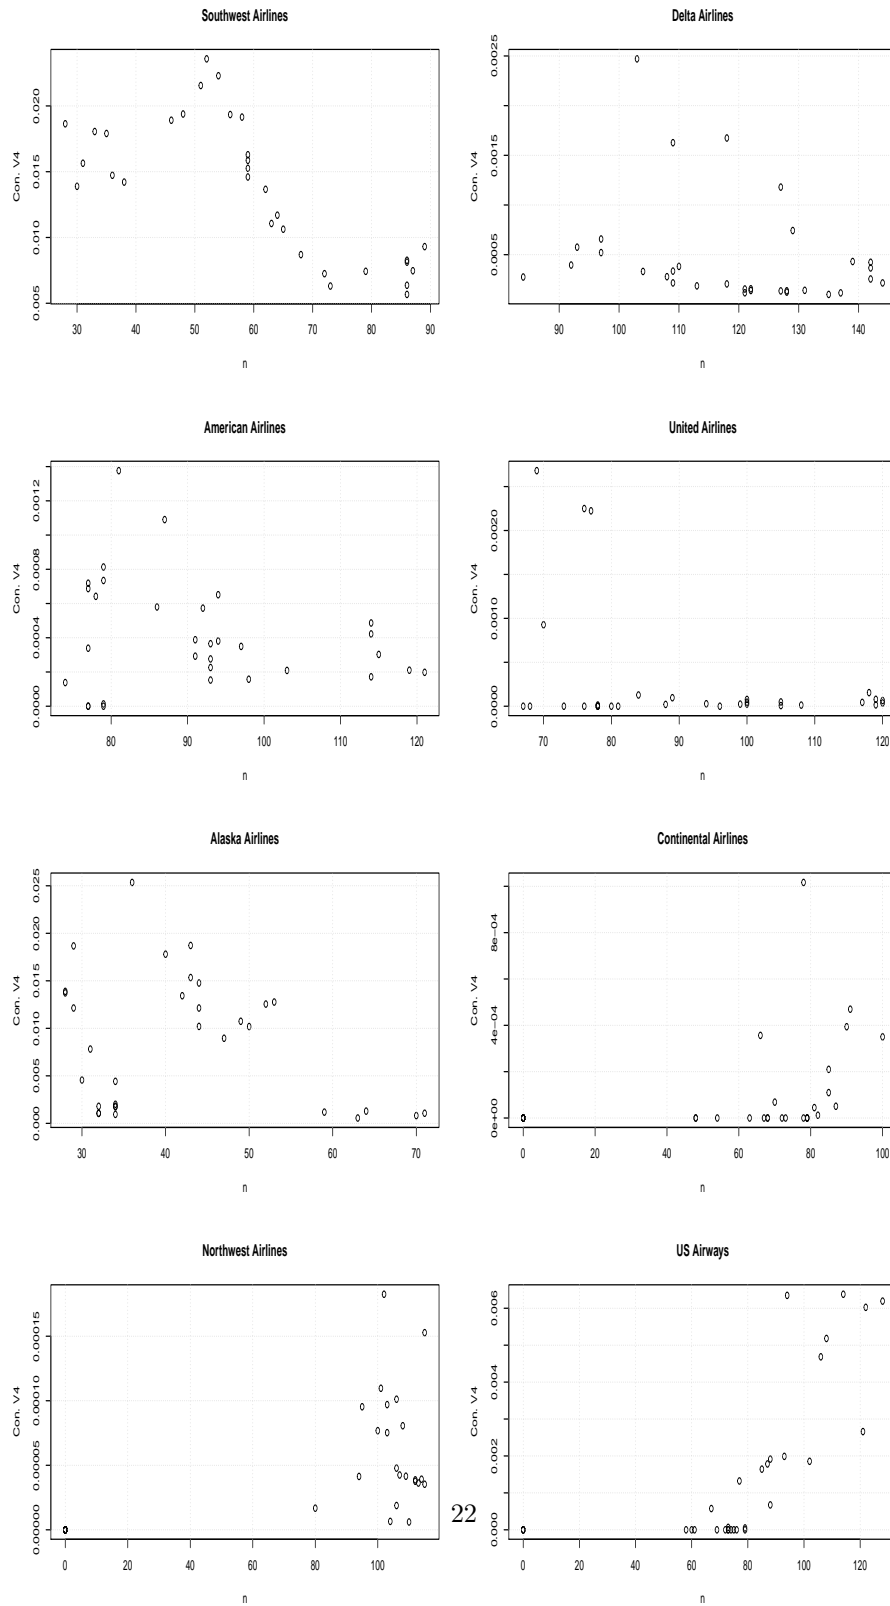 Southwest Airlines
Con. V4
0.005 0.010 0.015 0.020
30 40 50 60 70 80 90
n
Delta Airlines
Con. V4
0.0005 0.0015 0.0025
90 100 110 120 130 140
n
American Airlines
Con. V4
0.0000 0.0004 0.0008 0.0012
80 90 100 110 120
n
United Airlines
Con. V4
0.0000 0.0010 0.0020
70 80 90 100 110 120
n
Alaska Airlines
Con. V4
0.000 0.005 0.010 0.015 0.020 0.025
30 40 50 60 70
n
Continental Airlines
Con. V4
0e+00 4e−04 8e−04
0 20 40 60 80 100
n
Northwest Airlines
Con. V4
0.00000 0.00005 0.00010 0.00015
0 20 40 60 80 100
n
US Airways
Con. V4
0.000 0.002 0.004 0.006
0 20 40 60 80 100 120
n
22